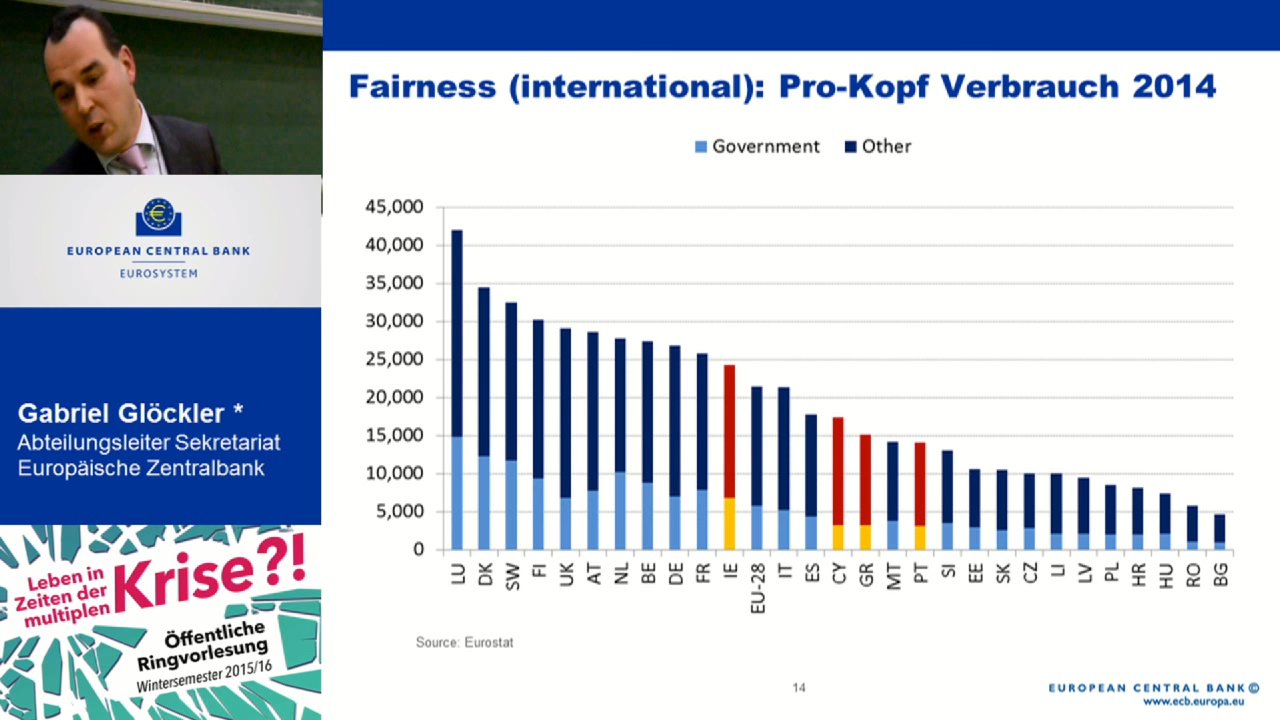 Fairness (international): Pro-Kopf Verbrauch 2014
Government Other
45,000
40,000
35,000
30,000
25,000
20,000
15,000
10,000
5,000
0
LU DK SW FI UK AT NL BE DE FR IE EU-28 IT ES CY GR MT PT SI EE SK CZ LI LV PL HR HU RO BG
Source: Eurostat
14
EUROPEAN CENTRAL BANK©
www.ecb.europa.eu
EUROPEAN CENTRAL BANK
EUROSYSTEM
Gabriel Glöckler *
Abteilungsleiter Sekretariat
Europäische Zentralbank
Leben in
Zeiten der
multiplen
Krise?!
Öffentliche
Ringvorlesung
Wintersemester 2015/16